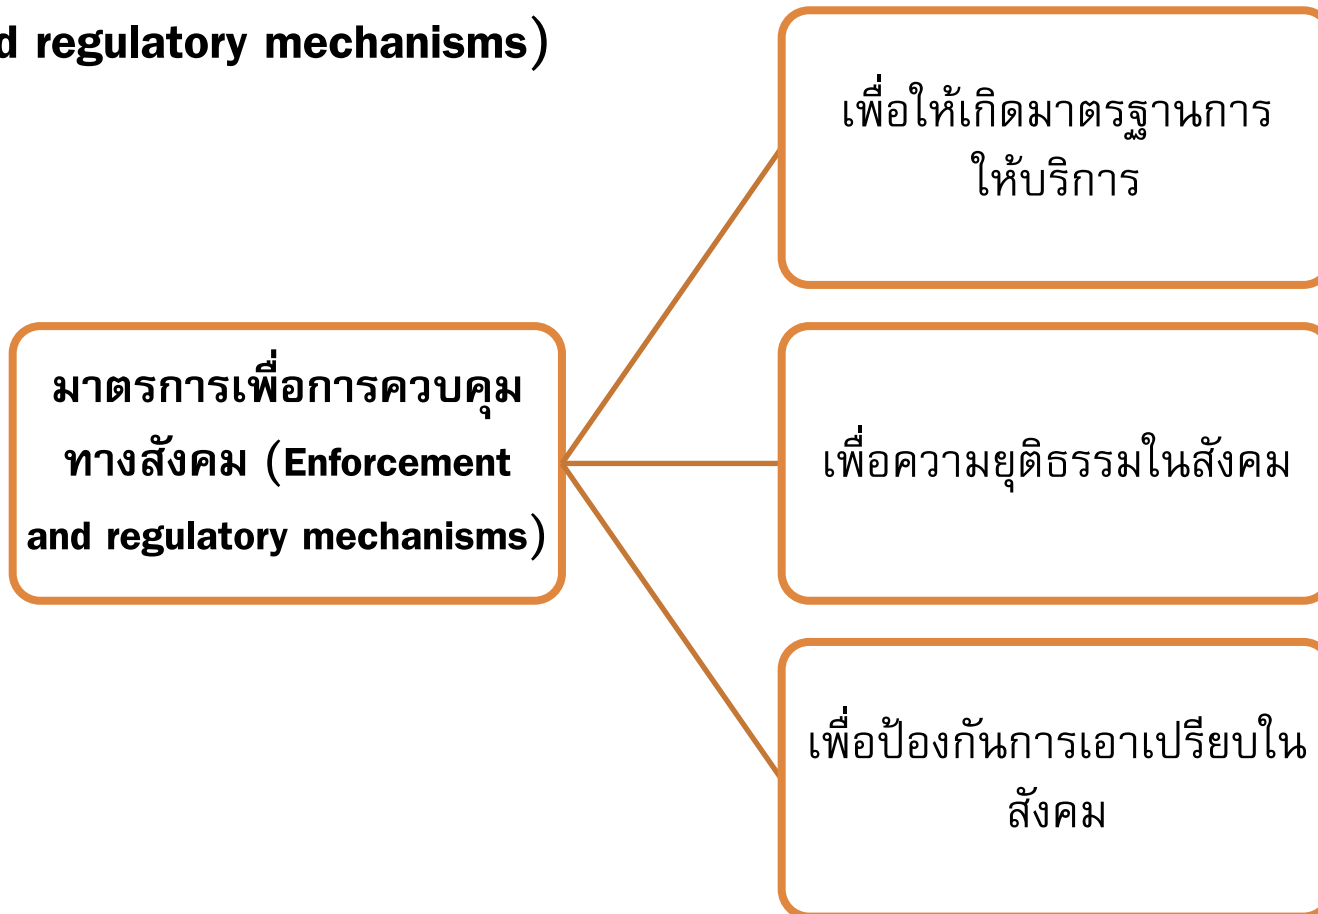 regulatory mechanisms)
เพื่อให้เกิดมาตรฐานการ
ให้บริการ
มาตรการเพื่อการควบคุม
ทางสังคม (Enforcement
and regulatory mechanisms)
เพื่อความยุติธรรมในสังคม
เพื่อป้องกันการเอาเปรียบใน
สังคม